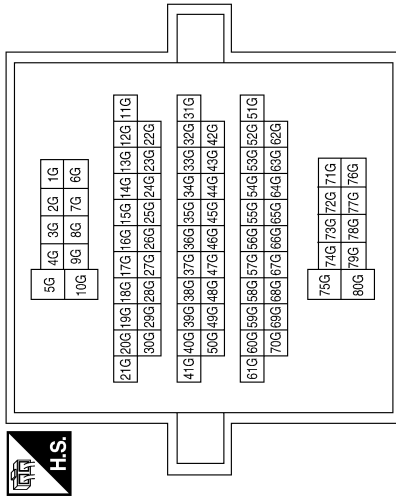 H.S.
5G 4G 3G 2G 1G
10G 9G 8G 7G 6G
21G 20G 19G 18G 17G 16G 15G 14G 13G 12G 11G
30G 29G 28G 27G 26G 25G 24G 23G 22G
41G 40G 39G 38G 37G 36G 35G 34G 33G 32G 31G
50G 49G 48G 47G 46G 45G 44G 43G 42G
61G 60G 59G 58G 57G 56G 55G 54G 53G 52G 51G
70G 69G 68G 67G 66G 65G 64G 63G 62G
75G 74G 73G 72G 71G
80G 79G 78G 77G 76G